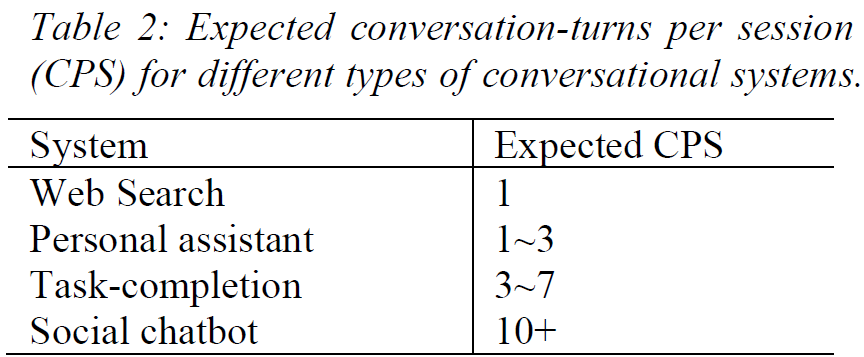 Table 2: Expected conversation-turns per session
(CPS) for different types of conversational systems.
System Expected CPS
Web Search 1
Personal assistant 1~3
Task-completion 3~7
Social chatbot 10+